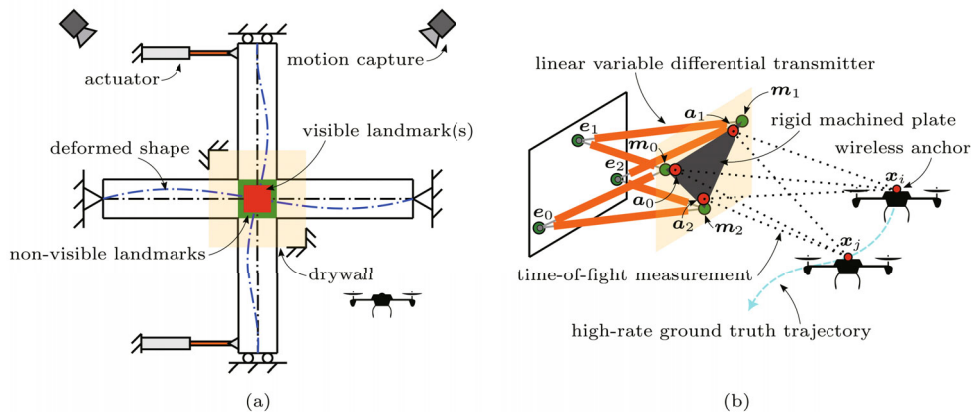 actuator
motion capture
visible landmark(s)
deformed shape
non-visible landmarks
drywall
(a)
linear variable differential transmitter
m₁
a₁
rigid machined plate
e₁
m₀
wireless anchor
e₂
xᵢ
a₀
e₀
a₂
m₂
xⱼ
time-of-fight measurement
high-rate ground truth trajectory
(b)